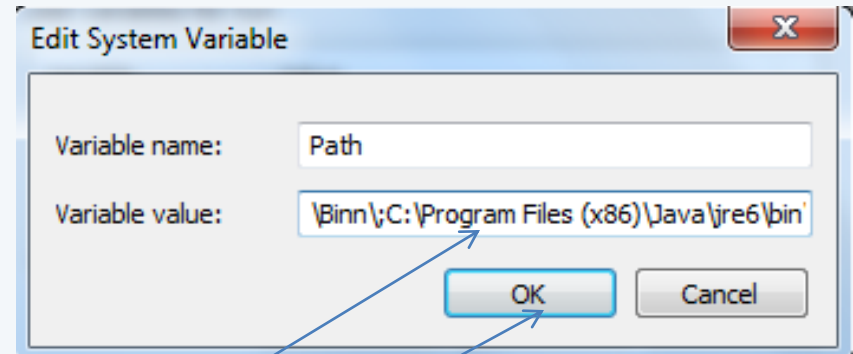 Edit System Variable
Variable name: Path
Variable value: \Binn\;C:\Program Files (x86)\Java\jre6\bin\
OK Cancel